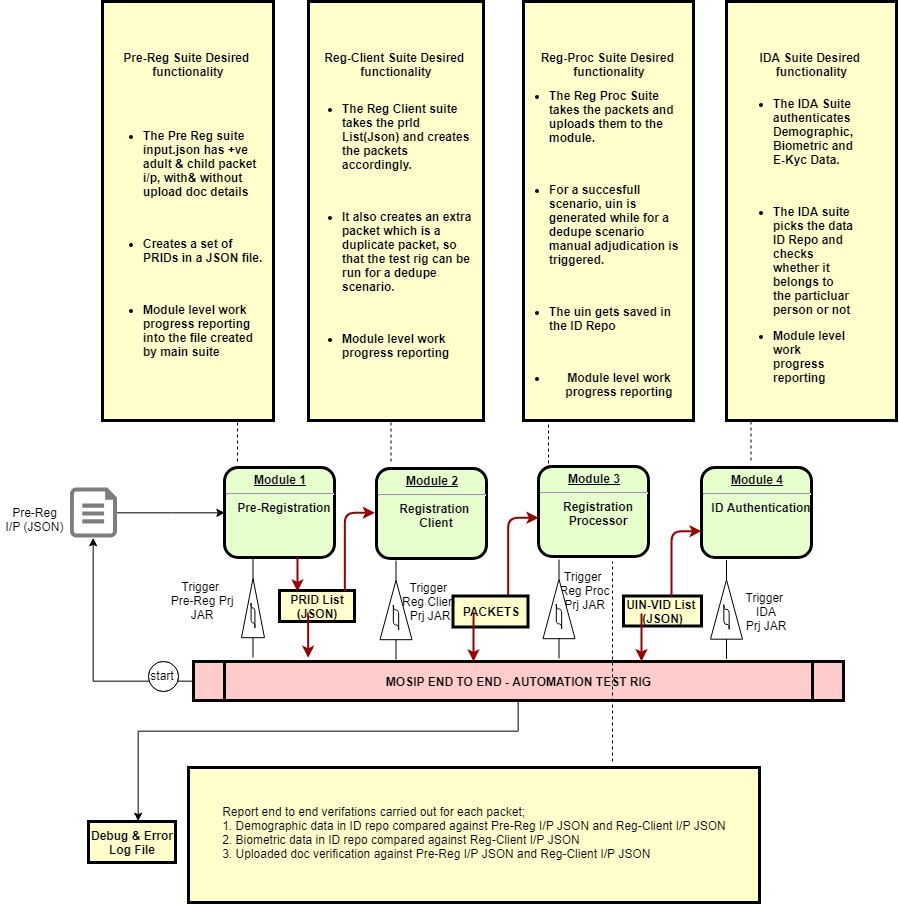 Pre-Reg Suite Desired
functionality
The Pre Reg suite
input.json has +ve
adult & child packet
i/p, with& without
upload doc details
Creates a set of
PRIDs in a JSON file.
Module level work
progress reporting
into the file created
by main suite
Reg-Client Suite Desired
functionality
The Reg Client suite
takes the prId
List(Json) and creates
the packets
accordingly.
It also creates an extra
packet which is a
duplicate packet, so
that the test rig can be
run for a dedupe
scenario.
Module level work
progress reporting
Reg-Proc Suite Desired
functionality
The Reg Proc Suite
takes the packets and
uploads them to the
module.
For a succesfull
scenario, uin is
generated while for a
dedupe scenario
manual adjudication is
triggered.
The uin gets saved in
the ID Repo
Module level work
progress reporting
IDA Suite Desired
functionality
The IDA Suite
authenticates
Demographic,
Biometric and
E-Kyc Data.
The IDA suite
picks the data
ID Repo and
checks
whether it
belongs to
the particluar
person or not
Module level
work
progress
reporting
Pre-Reg
I/P (JSON)
Module 1
Pre-Registration
Module 2
Registration
Client
Module 3
Registration
Processor
Module 4
ID Authentication
Trigger
Pre-Reg Prj
JAR
PRID List
(JSON)
Trigger
Reg Client
Prj JAR
PACKETS
Trigger
Reg Proc
Prj JAR
UIN-VID List
(JSON)
Trigger
IDA
Prj JAR
start
MOSIP END TO END - AUTOMATION TEST RIG
Debug & Error
Log File
Report end to end verifations carried out for each packet;
1. Demographic data in ID repo compared against Pre-Reg I/P JSON and Reg-Client I/P JSON
2. Biometric data in ID repo compared against Reg-Client I/P JSON
3. Uploaded doc verification against Pre-Reg I/P JSON and Reg-Client I/P JSON